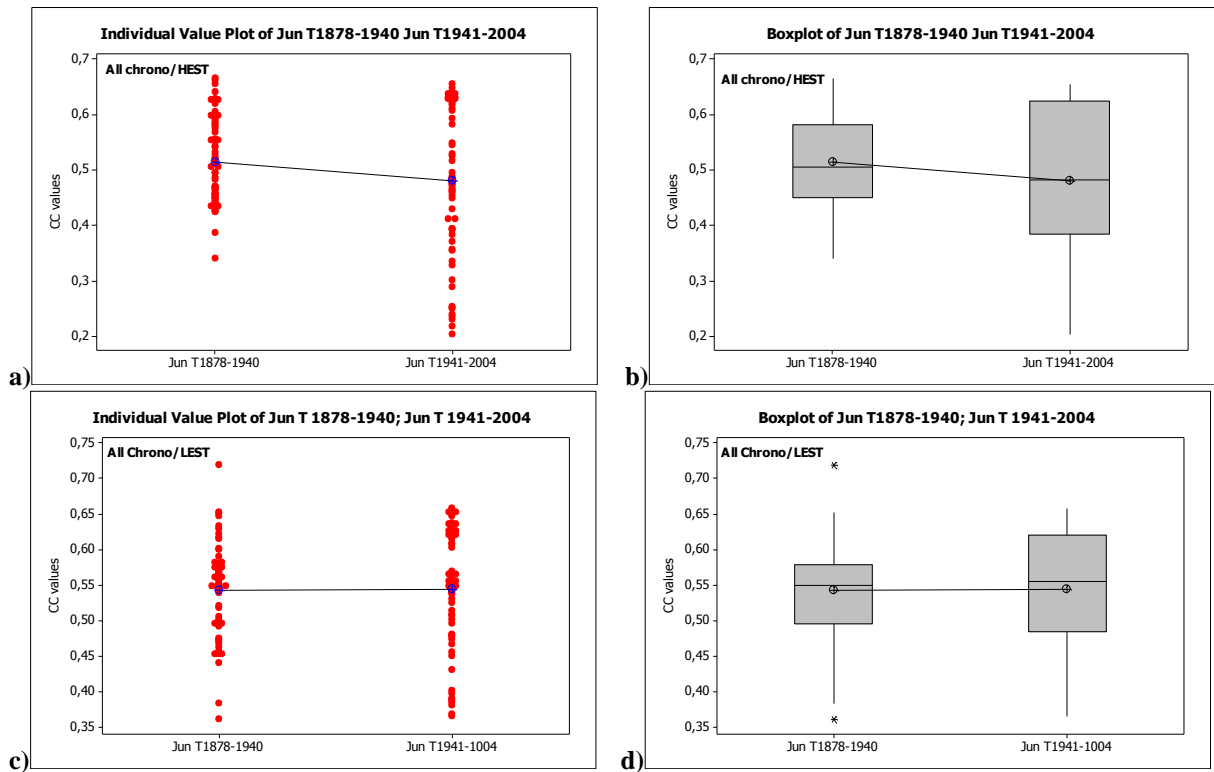 Individual Value Plot of Jun T1878-1940 Jun T1941-2004
All chrono/HEST
CC values
0,7
0,6
0,5
0,4
0,3
0,2
Jun T1878-1940
Jun T1941-2004
a)
Boxplot of Jun T1878-1940 Jun T1941-2004
All chrono/HEST
CC values
0,7
0,6
0,5
0,4
0,3
0,2
Jun T1878-1940
Jun T1941-2004
b)
Individual Value Plot of Jun T 1878-1940; Jun T 1941-2004
All Chrono/LEST
CC values
0,75
0,70
0,65
0,60
0,55
0,50
0,45
0,40
0,35
Jun T1878-1940
Jun T1941-1004
c)
Boxplot of Jun T1878-1940; Jun T 1941-2004
All Chrono/LEST
CC values
0,75
0,70
0,65
0,60
0,55
0,50
0,45
0,40
0,35
Jun T1878-1940
Jun T1941-1004
d)